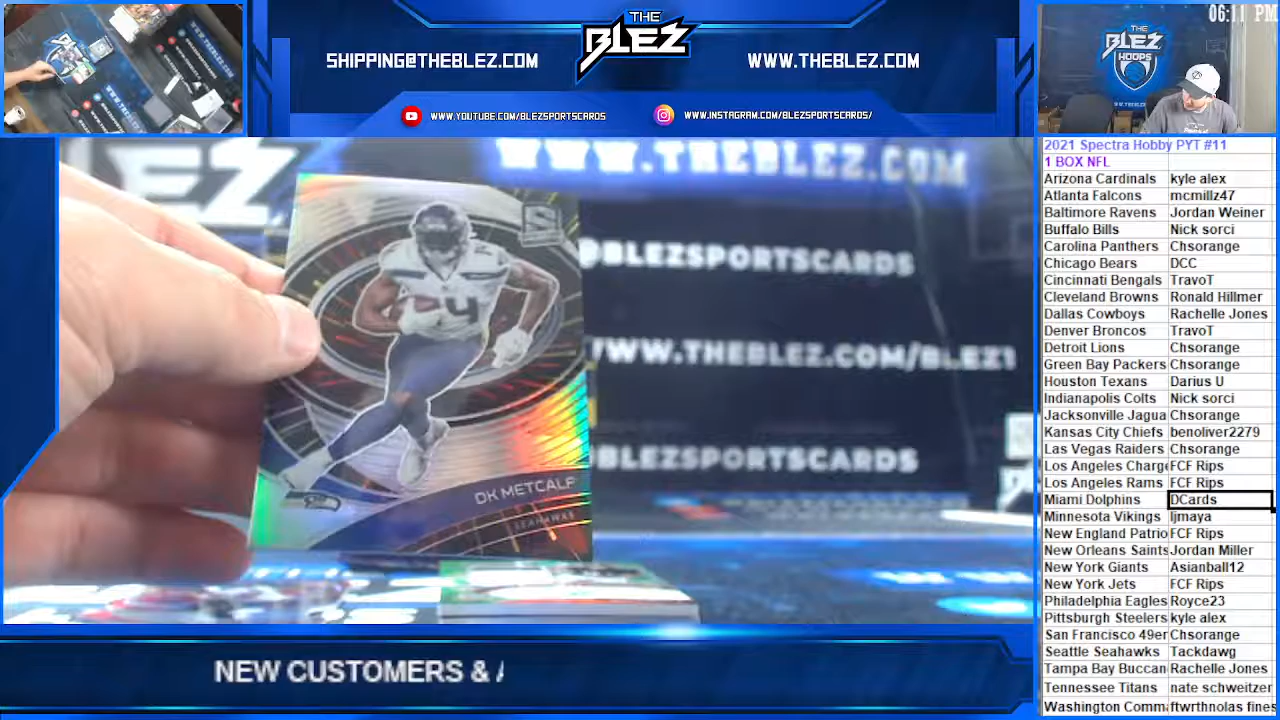 THE
BLEZ
SHIPPING@THEBLEZ.COM
WWW.THEBLEZ.COM
WWW.YOUTUBE.COM/BLEZSPORTSCARDS
WWW.INSTAGRAM.COM/BLEZSPORTSCARDS/
06:11 PM
THE
BLEZ
HOOPS
WWW.THEBLEZ.COM
@BLEZSPORTSCARDS
WWW.THEBLEZ.COM/BLEZ1
@BLEZSPORTSCARDS
DK METCALF
SEAHAWKS
2021 Spectra Hobby PYT #11
1 BOX NFL
Arizona Cardinals kyle alex
Atlanta Falcons mcmillz47
Baltimore Ravens Jordan Weiner
Buffalo Bills Nick sorci
Carolina Panthers Chsorange
Chicago Bears DCC
Cincinnati Bengals TravoT
Cleveland Browns Ronald Hillmer
Dallas Cowboys Rachelle Jones
Denver Broncos TravoT
Detroit Lions Chsorange
Green Bay Packers Chsorange
Houston Texans Darius U
Indianapolis Colts Nick sorci
Jacksonville Jagua Chsorange
Kansas City Chiefs benoliver2279
Las Vegas Raiders Chsorange
Los Angeles Charge FCF Rips
Los Angeles Rams FCF Rips
Miami Dolphins DCards
Minnesota Vikings ljmaya
New England Patrio FCF Rips
New Orleans Saints Jordan Miller
New York Giants Asianball12
New York Jets FCF Rips
Philadelphia Eagles Royce23
Pittsburgh Steelers kyle alex
San Francisco 49er Chsorange
Seattle Seahawks Tackdawg
Tampa Bay Buccan Rachelle Jones
Tennessee Titans nate schweitzer
Washington Comma ftwrthnolas fines
NEW CUSTOMERS & A